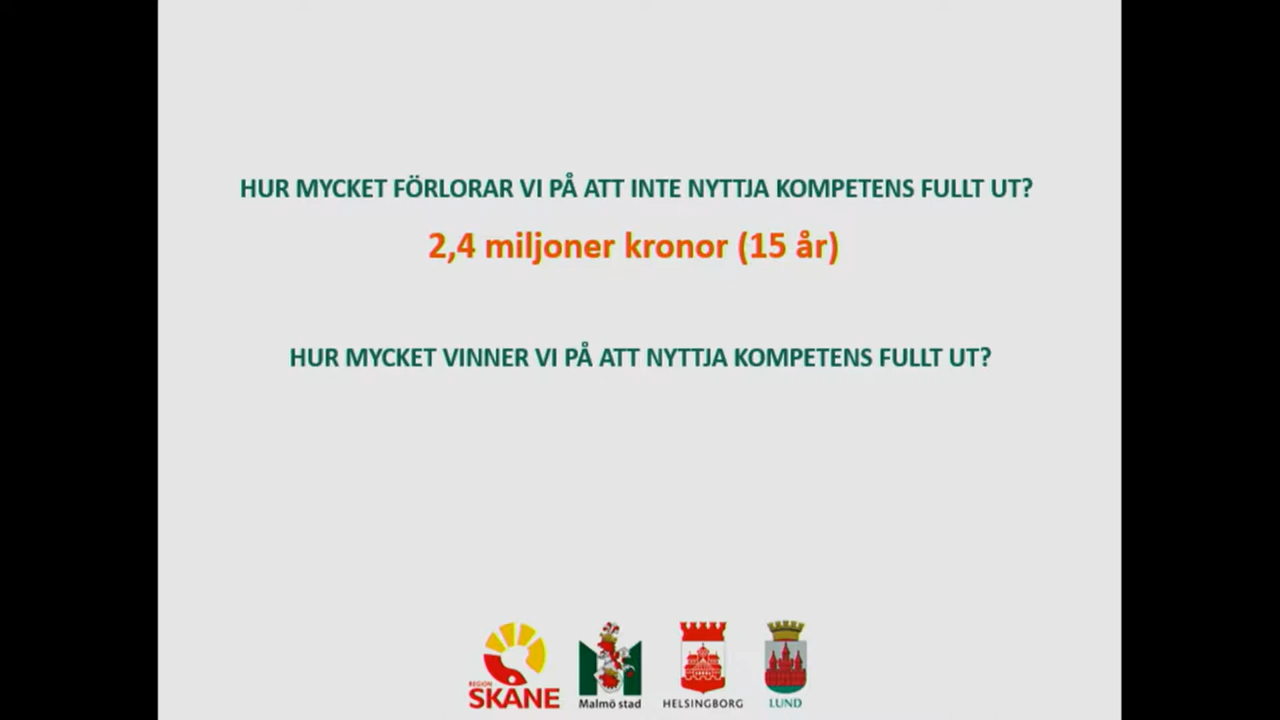 HUR MYCKET FÖRLORAR VI PÅ ATT INTE NYTTJA KOMPETENS FULLT UT?
2,4 miljoner kronor (15 år)
HUR MYCKET VINNER VI PÅ ATT NYTTJA KOMPETENS FULLT UT?
REGION
SKÅNE
Malmö stad
HELSINGBORG
LUND